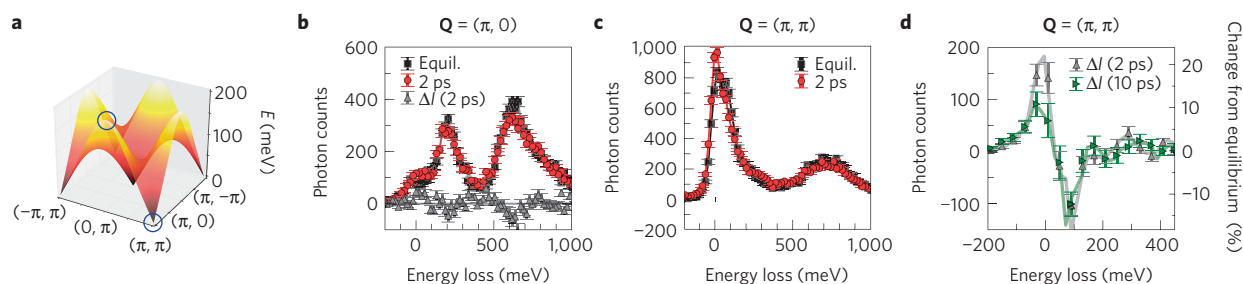 a
200
100
0
E (meV)
(−π, π)
(0, π)
(π, π)
(π, 0)
(π, −π)
b
Q = (π, 0)
600
400
200
0
Photon counts
Equil.
2 ps
ΔI (2 ps)
0
500
1,000
Energy loss (meV)
c
Q = (π, π)
1,000
800
600
400
200
0
−200
Photon counts
Equil.
2 ps
0
500
1,000
Energy loss (meV)
d
Q = (π, π)
200
100
0
−100
Photon counts
ΔI (2 ps)
ΔI (10 ps)
20
10
0
−10
Change from equilibrium (%)
−200
0
200
400
Energy loss (meV)